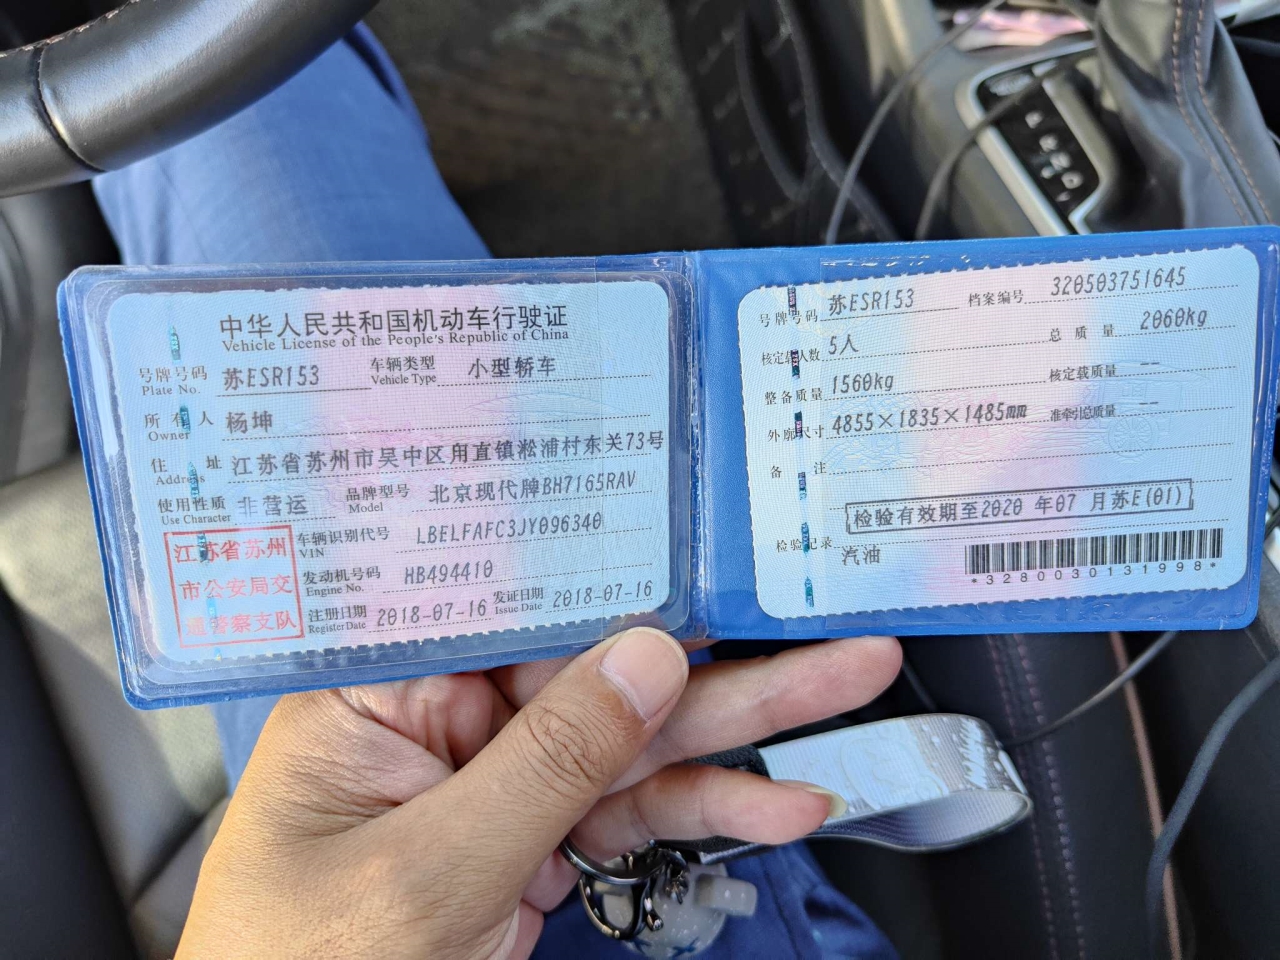 中华人民共和国机动车行驶证
Vehicle License of the People's Republic of China
号牌号码 苏ESR153 车辆类型 小型轿车
Plate No. Vehicle Type
所有人 杨坤
Owner
住址 江苏省苏州市吴中区甪直镇淞浦村东关73号
Address
使用性质 非营运 品牌型号 北京现代牌BH7165RAV
Use Character Model
江苏省苏州
市公安局交
通警察支队
车辆识别代号 LBELFAFC3JY096340
VIN
发动机号码 HB494410
Engine No.
注册日期 2018-07-16 发证日期 2018-07-16
Register Date Issue Date
号牌号码 苏ESR153 档案编号 320503751645
核定载人数 5人 总质量 2060kg
整备质量 1560kg 核定载质量 --
外廓尺寸 4855×1835×1485mm 准牵引总质量 --
备注
检验有效期至2020年07月苏E(01)
检验记录
汽油
*3280030131998*